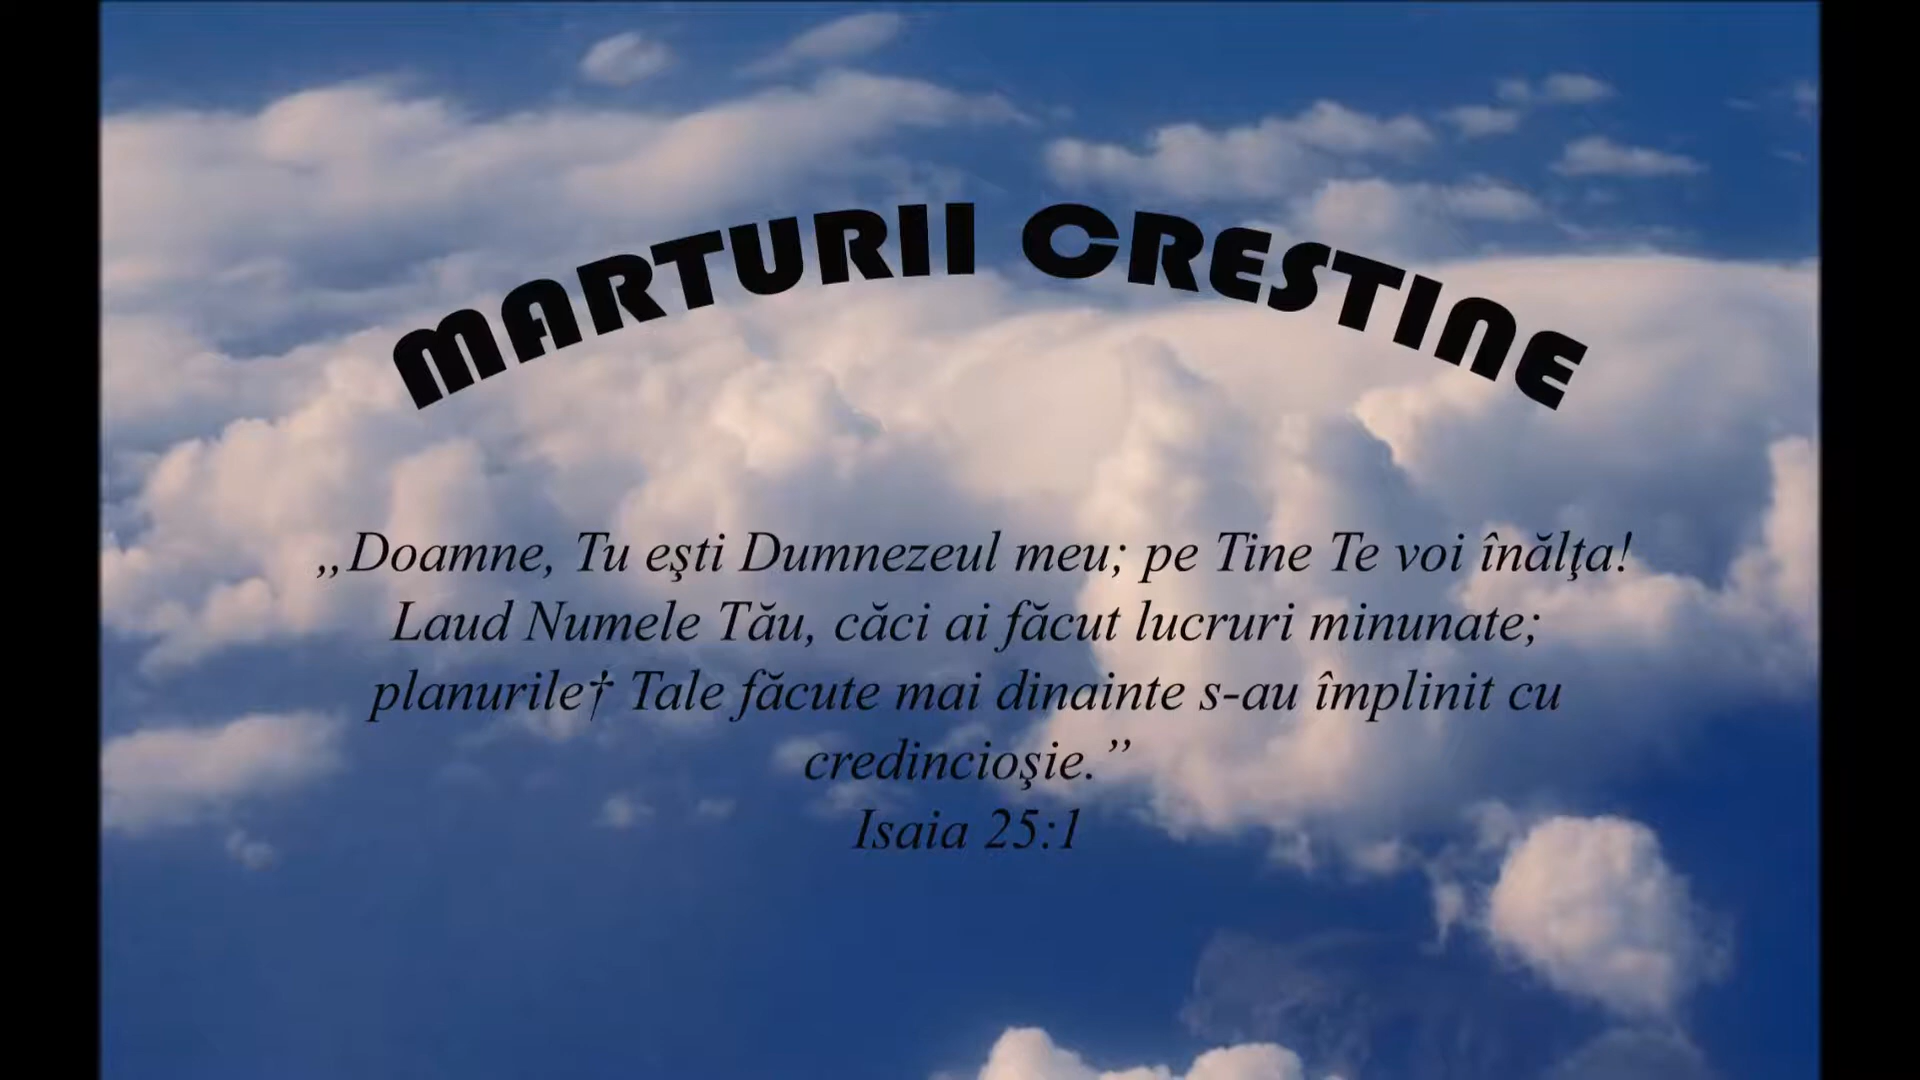 MARTURII CRESTINE
„Doamne, Tu eşti Dumnezeul meu; pe Tine Te voi înălţa!
Laud Numele Tău, căci ai făcut lucruri minunate;
planurile† Tale făcute mai dinainte s-au împlinit cu
credincioşie.”
Isaia 25:1